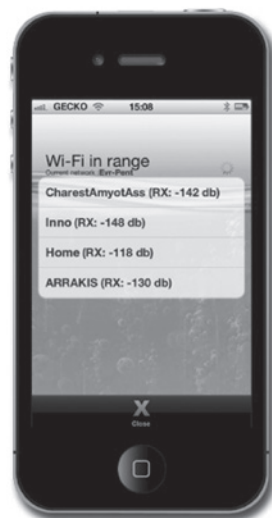 GECKO 15:08
Wi-Fi in range
Current network: Evr-Pent
CharestAmyotAss (RX: -142 db)
Inno (RX: -148 db)
Home (RX: -118 db)
ARRAKIS (RX: -130 db)
X
Close